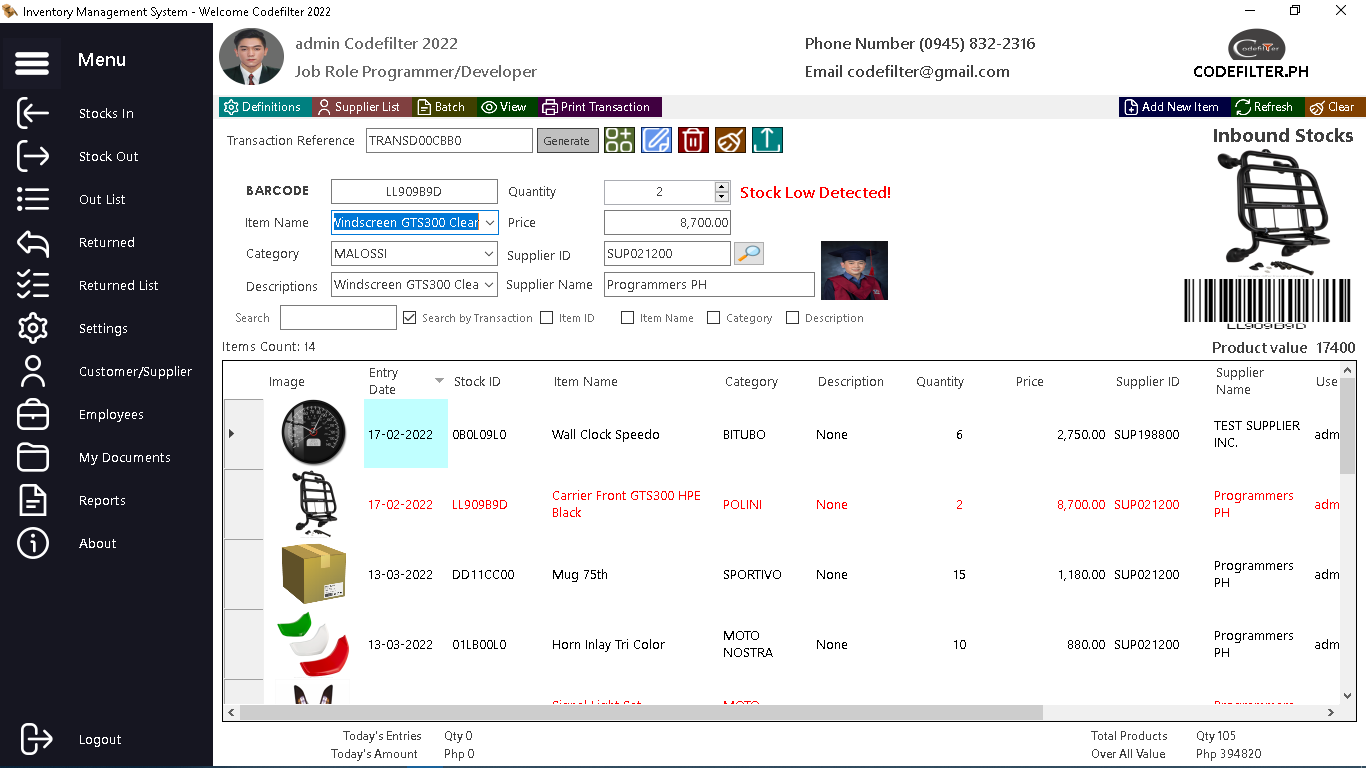 Inventory Management System - Welcome Codefilter 2022
Menu
Stocks In
Stock Out
Out List
Returned
Returned List
Settings
Customer/Supplier
Employees
My Documents
Reports
About
Logout
admin Codefilter 2022
Job Role Programmer/Developer
Phone Number (0945) 832-2316
Email codefilter@gmail.com
Codefilter
CODEFILTER.PH
Definitions Supplier List Batch View Print Transaction
Add New Item Refresh Clear
Transaction Reference TRANSD00CBB0 Generate
Inbound Stocks
BARCODE LL909B9D Quantity 2 Stock Low Detected!
Item Name Windscreen GTS300 Clear Price 8,700.00
Category MALOSSI Supplier ID SUP021200
Descriptions Windscreen GTS300 Clea Supplier Name Programmers PH
Search Search by Transaction Item ID Item Name Category Description
LL909B9D
Items Count: 14
Product value 17400
Image Entry Date Stock ID Item Name Category Description Quantity Price Supplier ID Supplier Name Use
17-02-2022 0B0L09L0 Wall Clock Speedo BITUBO None 6 2,750.00 SUP198800 TEST SUPPLIER INC. adm
17-02-2022 LL909B9D Carrier Front GTS300 HPE Black POLINI None 2 8,700.00 SUP021200 Programmers PH adm
13-03-2022 DD11CC00 Mug 75th SPORTIVO None 15 1,180.00 SUP021200 Programmers PH adm
13-03-2022 01LB00L0 Horn Inlay Tri Color MOTO NOSTRA None 10 880.00 SUP021200 Programmers PH adm
Signal Light Set MOTO Programmers
Today's Entries Qty 0
Today's Amount Php 0
Total Products Qty 105
Over All Value Php 394820